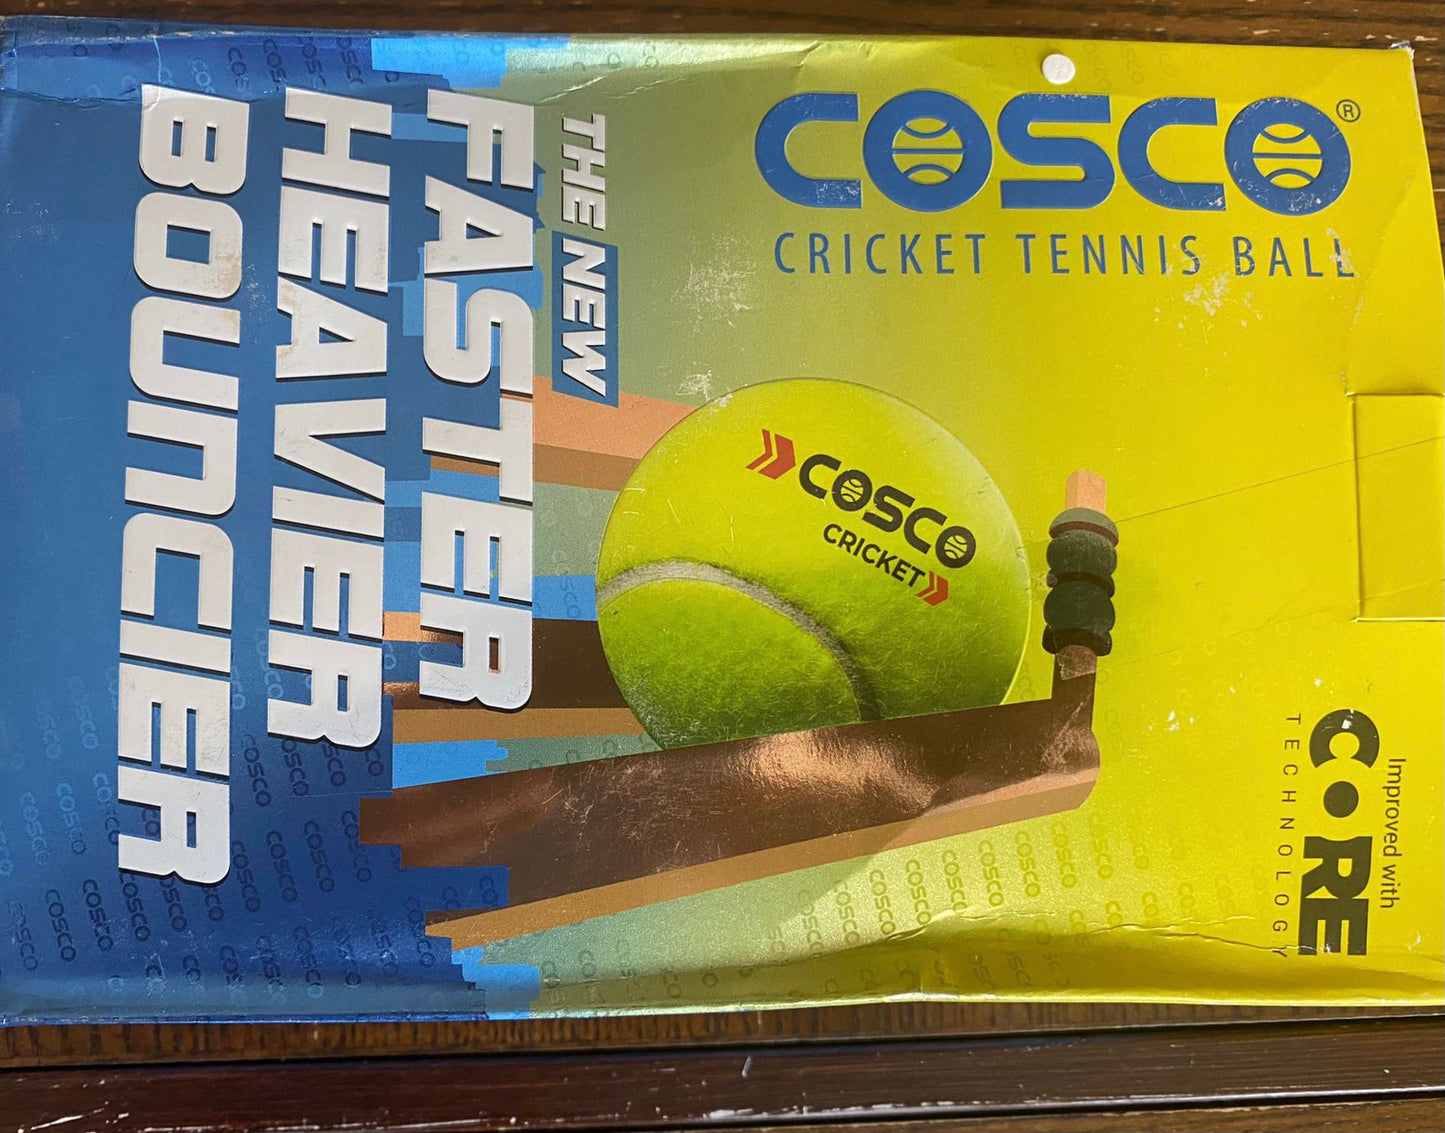 COSCO®
CRICKET TENNIS BALL
THE NEW
FASTER
HEAVIER
BOUNCIER
COSCO
CRICKET
Improved with
CORE
TECHNOLOGY